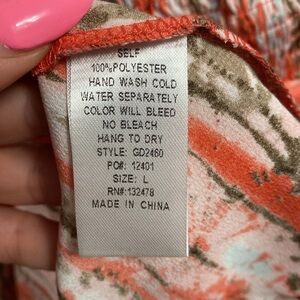 SELF
100%POLYESTER
HAND WASH COLD
WATER SEPARATELY
COLOR WILL BLEED
NO BLEACH
HANG TO DRY
STYLE: GD2460
PO#: 12401
SIZE: L
RN#:132478
MADE IN CHINA